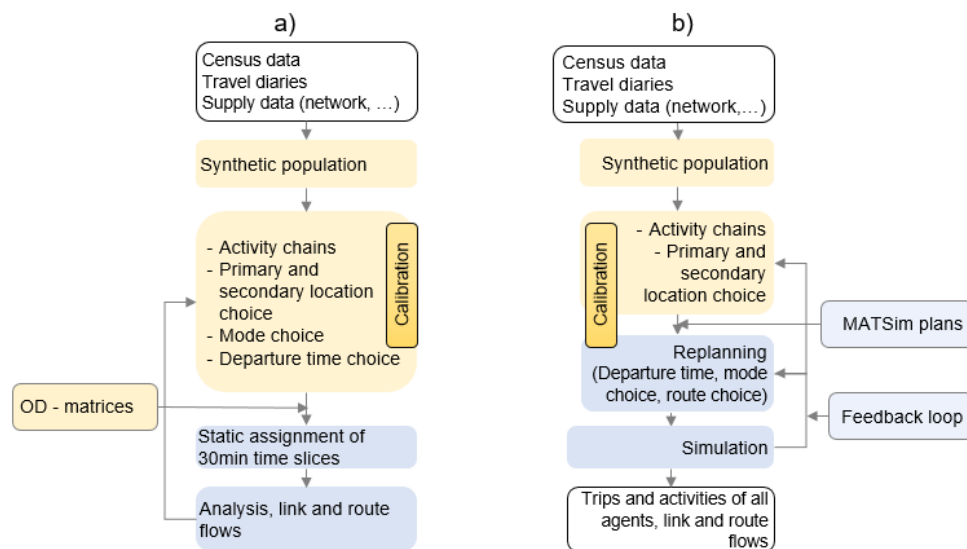 a)
Census data
Travel diaries
Supply data (network, …)
Synthetic population
- Activity chains
- Primary and
secondary location
choice
- Mode choice
- Departure time choice
Calibration
OD - matrices
Static assignment of
30min time slices
Analysis, link and route
flows
b)
Census data
Travel diaries
Supply data (network,…)
Synthetic population
- Activity chains
- Primary and
secondary
location choice
Calibration
MATSim plans
Replanning
(Departure time, mode
choice, route choice)
Feedback loop
Simulation
Trips and activities of all
agents, link and route
flows